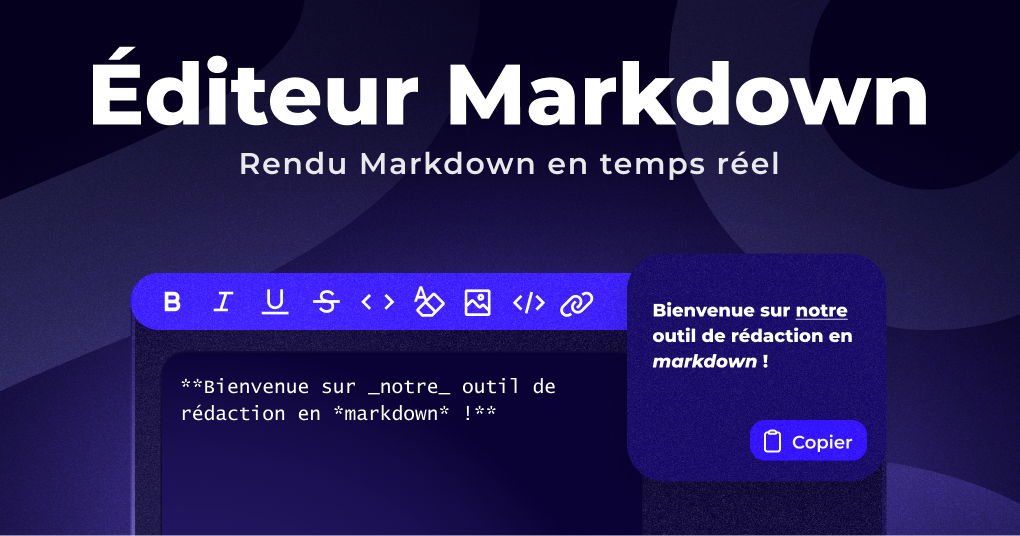 Éditeur Markdown
Rendu Markdown en temps réel
B I U S < > A </>
**Bienvenue sur _notre_ outil de
rédaction en *markdown* !**
Bienvenue sur notre
outil de rédaction en
markdown !
Copier